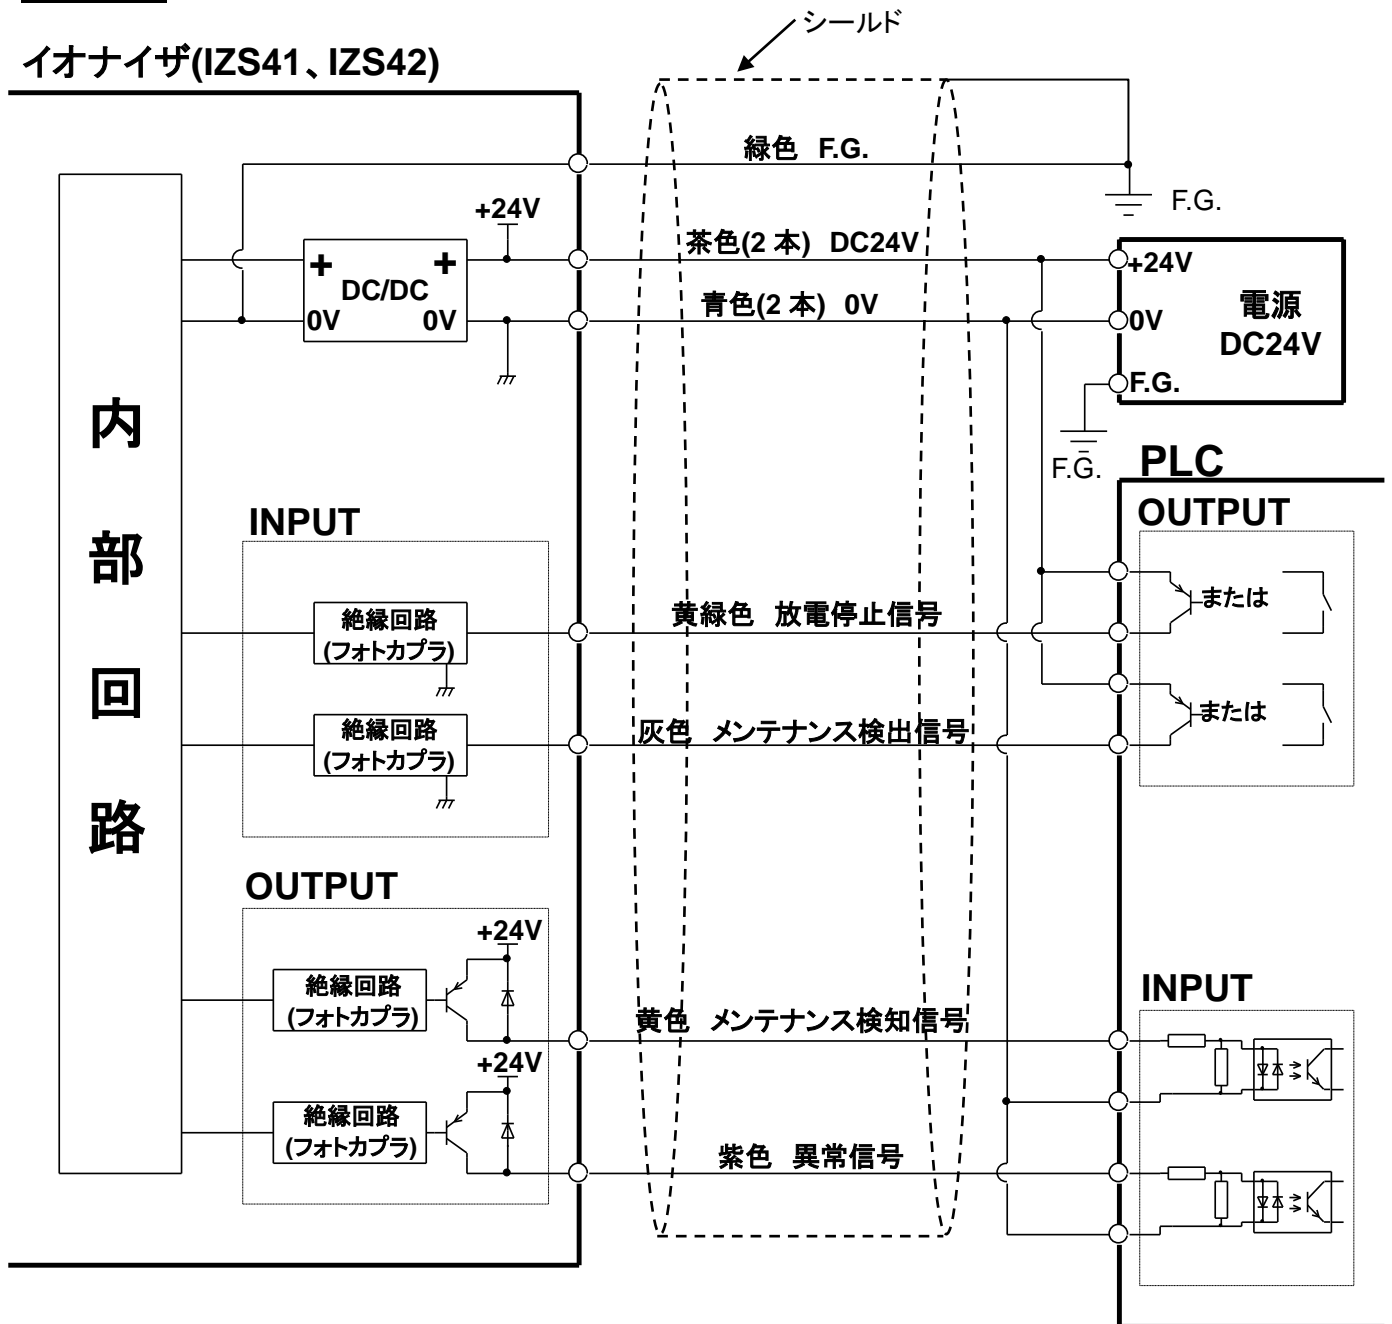 シールド
イオナイザ(IZS41、IZS42)
緑色 F.G.
F.G.
+24V
茶色(2 本) DC24V
+24V
+ +
DC/DC
0V 0V
青色(2 本) 0V
0V
電源
DC24V
F.G.
F.G.
内部回路
PLC
OUTPUT
INPUT
絶縁回路
(フォトカプラ)
黄緑色 放電停止信号
または
絶縁回路
(フォトカプラ)
灰色 メンテナンス検出信号
または
OUTPUT
+24V
絶縁回路
(フォトカプラ)
黄色 メンテナンス検知信号
INPUT
+24V
絶縁回路
(フォトカプラ)
紫色 異常信号